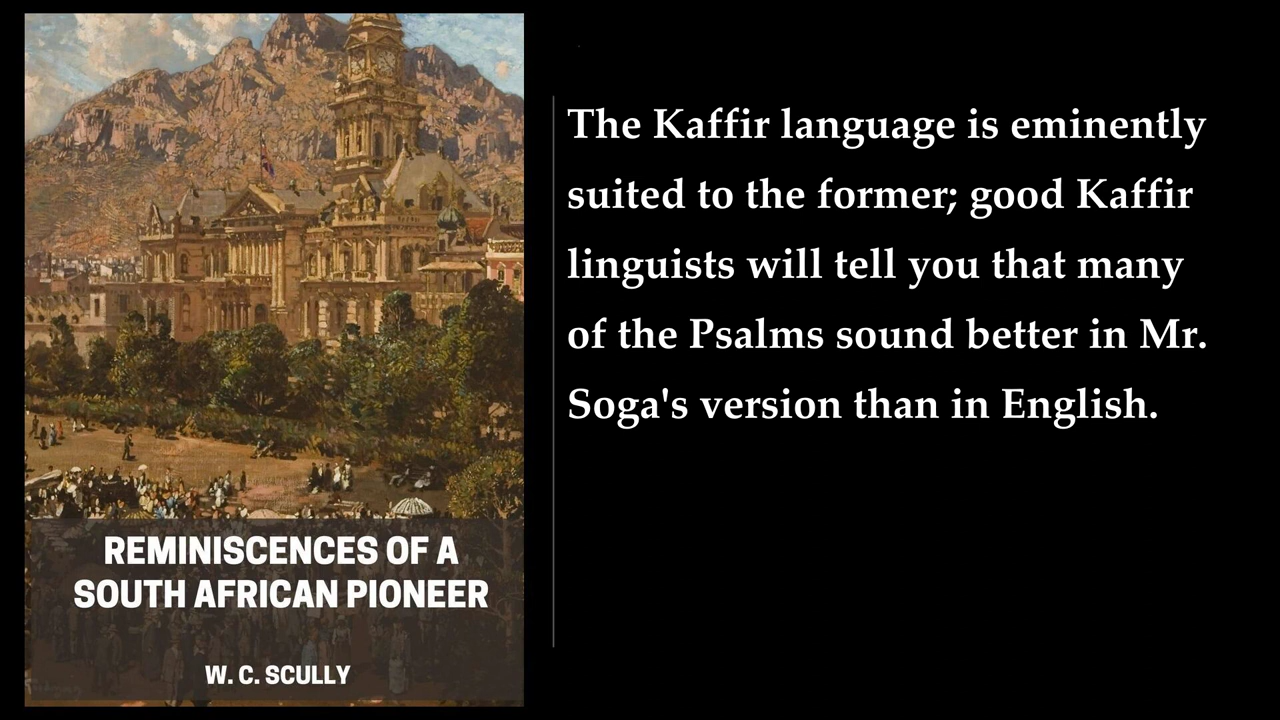 The Kaffir language is eminently
suited to the former; good Kaffir
linguists will tell you that many
of the Psalms sound better in Mr.
Soga's version than in English.
REMINISCENCES OF A
SOUTH AFRICAN PIONEER
W. C. SCULLY